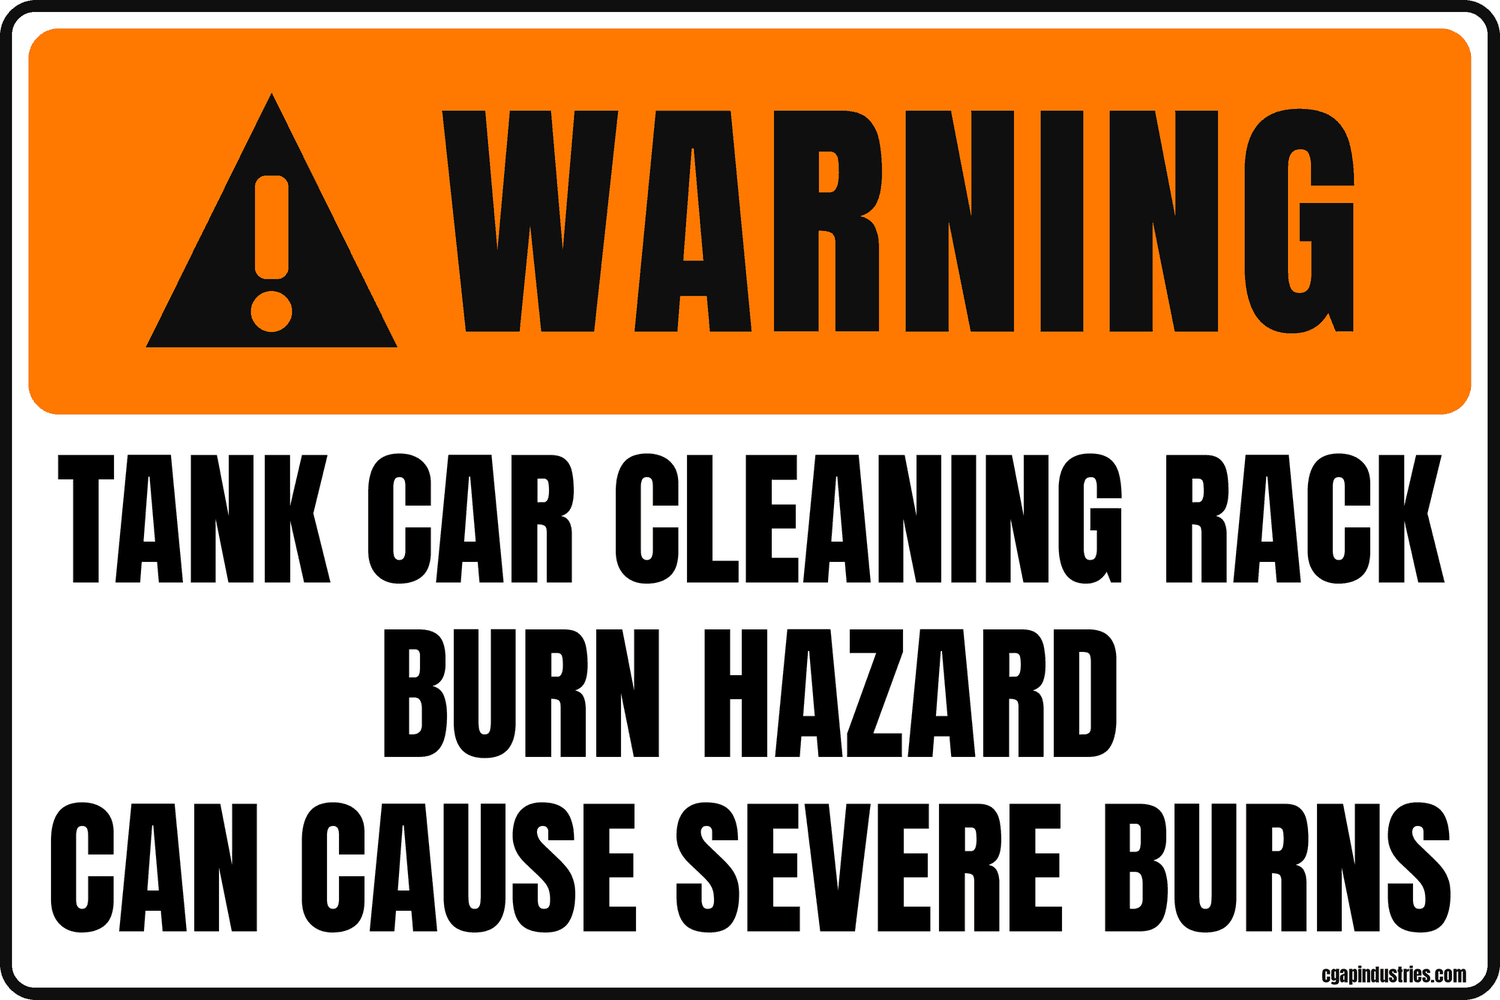 WARNING
TANK CAR CLEANING RACK
BURN HAZARD
CAN CAUSE SEVERE BURNS
cgapindustries.com